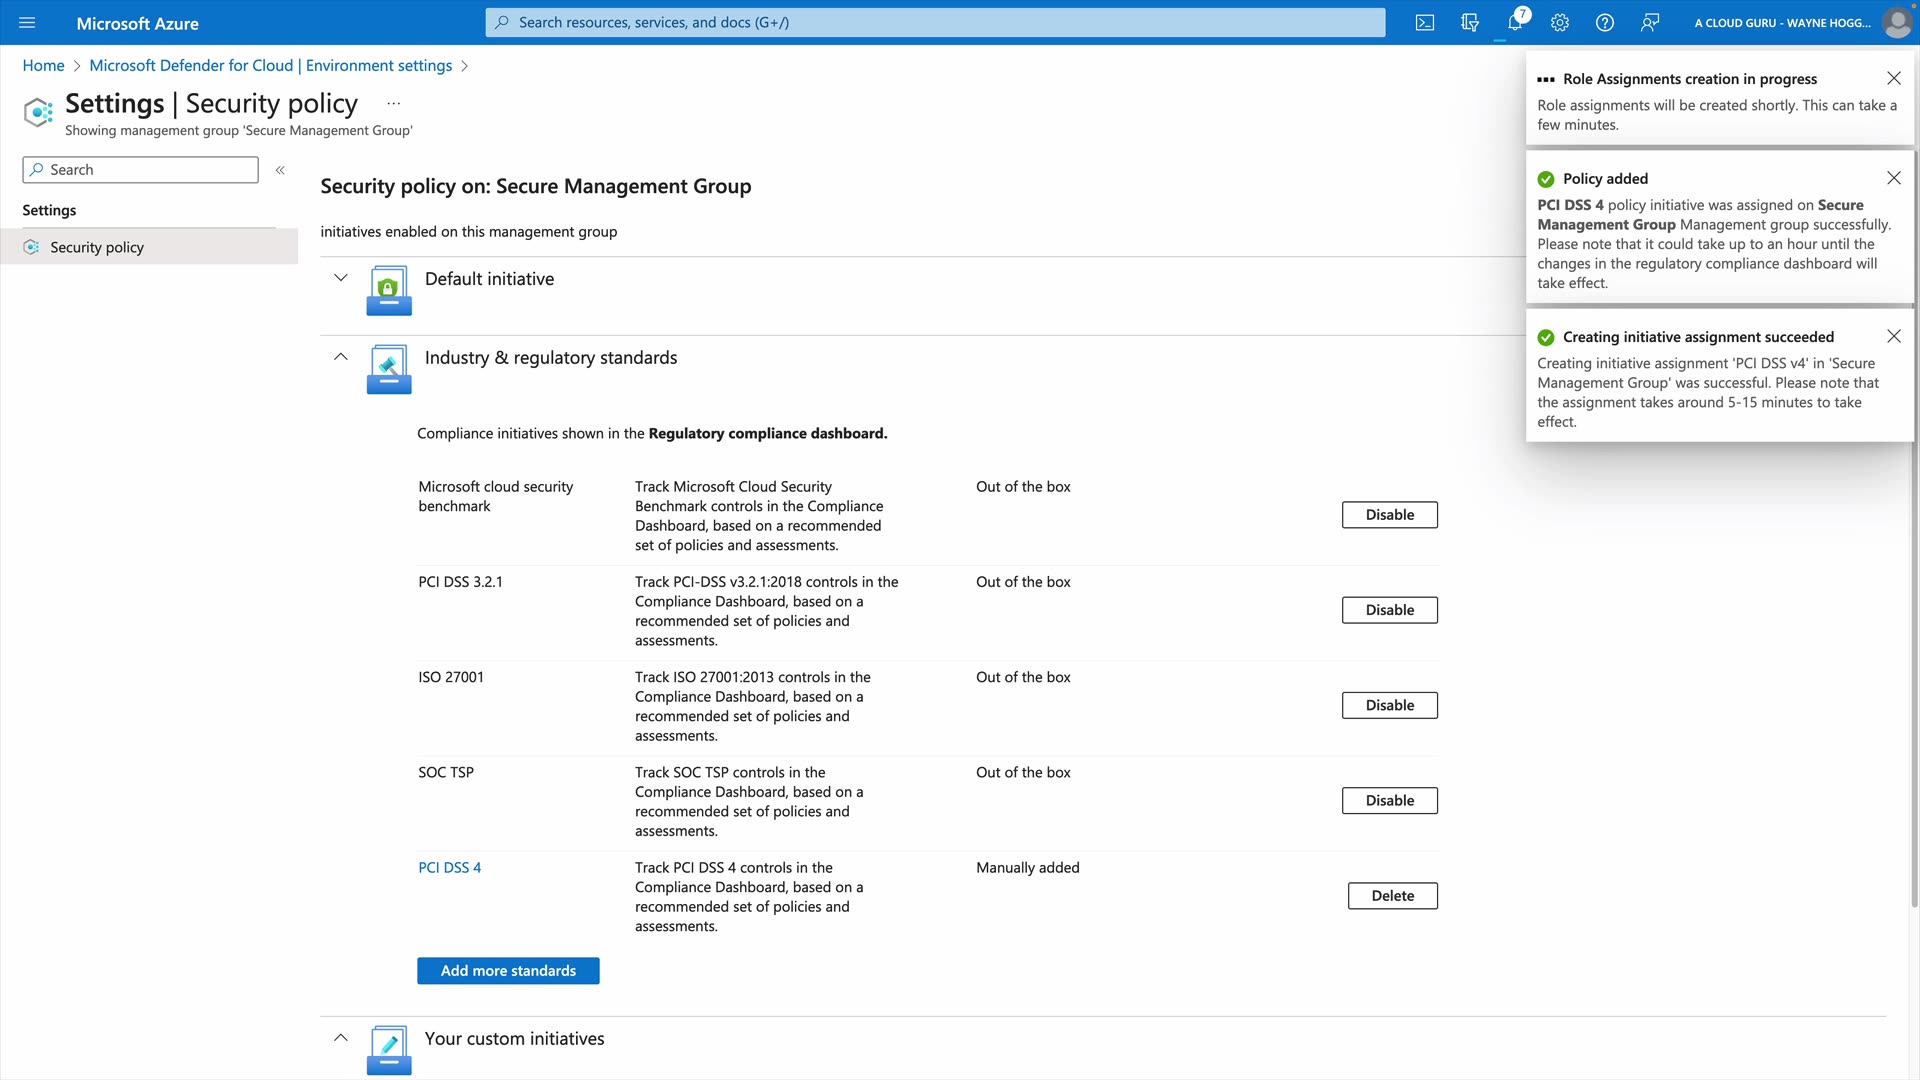 Microsoft Azure
Search resources, services, and docs (G+/)
7
A CLOUD GURU - WAYNE HOGG...
Home > Microsoft Defender for Cloud | Environment settings >
Settings | Security policy ...
Showing management group 'Secure Management Group'
Search
«
Settings
Security policy
Security policy on: Secure Management Group
initiatives enabled on this management group
Default initiative
Industry & regulatory standards
Compliance initiatives shown in the Regulatory compliance dashboard.
Microsoft cloud security
benchmark
Track Microsoft Cloud Security
Benchmark controls in the Compliance
Dashboard, based on a recommended
set of policies and assessments.
Out of the box
Disable
PCI DSS 3.2.1
Track PCI-DSS v3.2.1:2018 controls in the
Compliance Dashboard, based on a
recommended set of policies and
assessments.
Out of the box
Disable
ISO 27001
Track ISO 27001:2013 controls in the
Compliance Dashboard, based on a
recommended set of policies and
assessments.
Out of the box
Disable
SOC TSP
Track SOC TSP controls in the
Compliance Dashboard, based on a
recommended set of policies and
assessments.
Out of the box
Disable
PCI DSS 4
Track PCI DSS 4 controls in the
Compliance Dashboard, based on a
recommended set of policies and
assessments.
Manually added
Delete
Add more standards
Your custom initiatives
Role Assignments creation in progress
Role assignments will be created shortly. This can take a
few minutes.
Policy added
PCI DSS 4 policy initiative was assigned on Secure
Management Group Management group successfully.
Please note that it could take up to an hour until the
changes in the regulatory compliance dashboard will
take effect.
Creating initiative assignment succeeded
Creating initiative assignment 'PCI DSS v4' in 'Secure
Management Group' was successful. Please note that
the assignment takes around 5-15 minutes to take
effect.